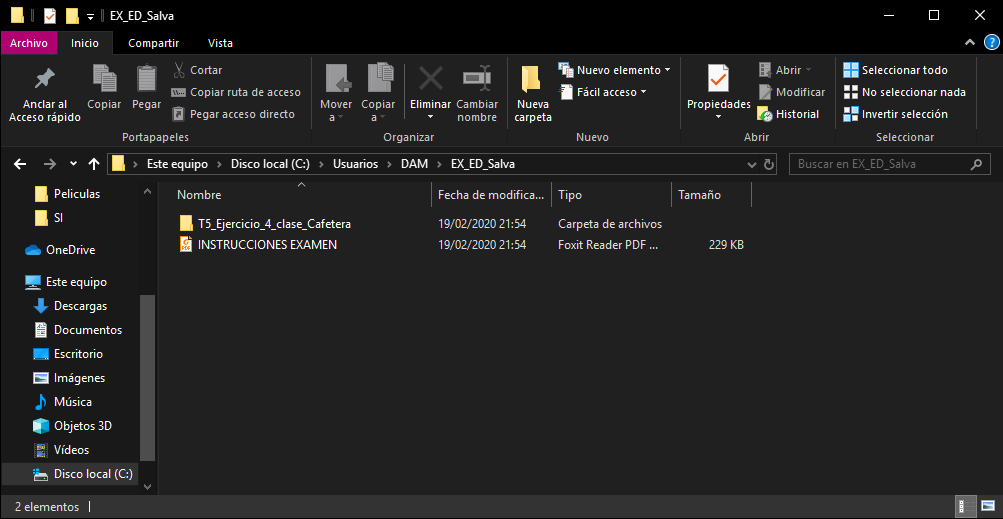 EX_ED_Salva
Archivo Inicio Compartir Vista
Anclar al Acceso rápido
Copiar
Pegar
Cortar
Copiar ruta de acceso
Pegar acceso directo
Portapapeles
Mover a
Copiar a
Eliminar
Cambiar nombre
Organizar
Nueva carpeta
Nuevo elemento
Fácil acceso
Nuevo
Propiedades
Abrir
Modificar
Historial
Abrir
Seleccionar todo
No seleccionar nada
Invertir selección
Seleccionar
Este equipo > Disco local (C:) > Usuarios > DAM > EX_ED_Salva
Buscar en EX_ED_Salva
Peliculas
SI
OneDrive
Este equipo
Descargas
Documentos
Escritorio
Imágenes
Música
Objetos 3D
Vídeos
Disco local (C:)
Nombre Fecha de modifica... Tipo Tamaño
T5_Ejercicio_4_clase_Cafetera 19/02/2020 21:54 Carpeta de archivos
INSTRUCCIONES EXAMEN 19/02/2020 21:54 Foxit Reader PDF ... 229 KB
2 elementos